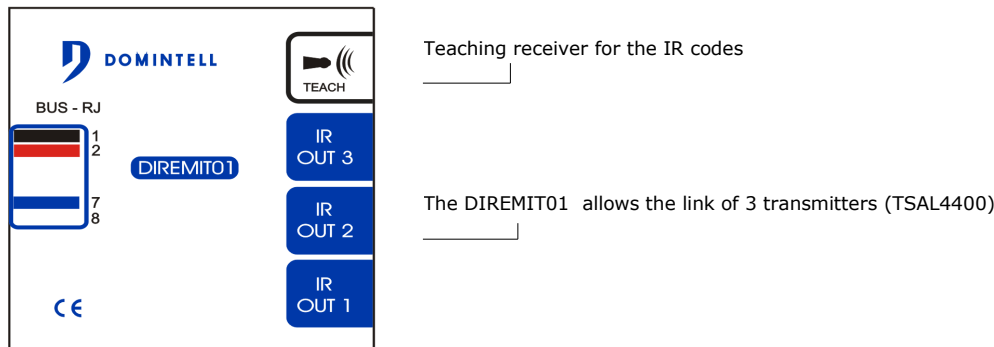 DOMINTELL
TEACH
Teaching receiver for the IR codes
BUS - RJ
1
2
7
8
DIREMIT01
IR
OUT 3
IR
OUT 2
IR
OUT 1
The DIREMIT01 allows the link of 3 transmitters (TSAL4400)
CE